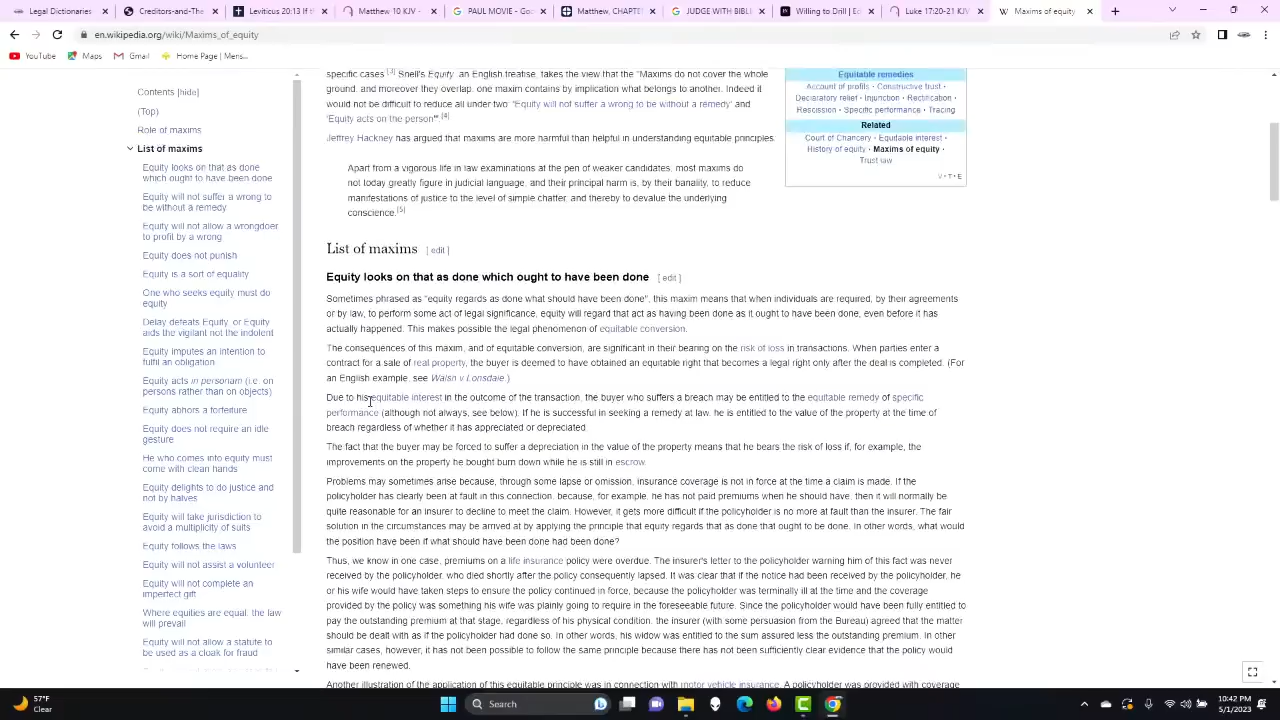 Legal Dictionaries
Creditors-and-The-
Leviticus 20:13 If th
Matthew 10 KJV -
PAUL MOVIE - Go
Matthew, CHAPTE
JUDGE WITH BIBL
Willing to Drill | Ed
Luke 17:20-21 KJV
Maxims of equity
en.wikipedia.org/wiki/Maxims_of_equity
YouTube
Maps
Gmail
Home Page | Mens...
Contents [hide]
(Top)
Role of maxims
List of maxims
Equity looks on that as done
which ought to have been done
Equity will not suffer a wrong to
be without a remedy
Equity will not allow a wrongdoer
to profit by a wrong
Equity does not punish
Equity is a sort of equality
One who seeks equity must do
equity
Delay defeats Equity, or Equity
aids the vigilant not the indolent
Equity imputes an intention to
fulfil an obligation
Equity acts in personam (i.e. on
persons rather than on objects)
Equity abhors a forfeiture
Equity does not require an idle
gesture
He who comes into equity must
come with clean hands
Equity delights to do justice and
not by halves
Equity will take jurisdiction to
avoid a multiplicity of suits
Equity follows the laws
Equity will not assist a volunteer
Equity will not complete an
imperfect gift
Where equities are equal, the law
will prevail
Equity will not allow a statute to
be used as a cloak for fraud
specific cases.[3] Snell's Equity, an English treatise, takes the view that the "Maxims do not cover the whole
ground, and moreover they overlap, one maxim contains by implication what belongs to another. Indeed it
would not be difficult to reduce all under two: 'Equity will not suffer a wrong to be without a remedy' and
'Equity acts on the person'".[4]
Jeffrey Hackney has argued that maxims are more harmful than helpful in understanding equitable principles.
Apart from a vigorous life in law examinations at the pen of weaker candidates, most maxims do
not today greatly figure in judicial language, and their principal harm is, by their banality, to reduce
manifestations of justice to the level of simple chatter, and thereby to devalue the underlying
conscience.[5]
Equitable remedies
Account of profits · Constructive trust ·
Declaratory relief · Injunction · Rectification ·
Rescission · Specific performance · Tracing
Related
Court of Chancery · Equitable interest ·
History of equity · Maxims of equity ·
Trust law
V · T · E
List of maxims [ edit ]
Equity looks on that as done which ought to have been done [ edit ]
Sometimes phrased as "equity regards as done what should have been done", this maxim means that when individuals are required, by their agreements
or by law, to perform some act of legal significance, equity will regard that act as having been done as it ought to have been done, even before it has
actually happened. This makes possible the legal phenomenon of equitable conversion.
The consequences of this maxim, and of equitable conversion, are significant in their bearing on the risk of loss in transactions. When parties enter a
contract for a sale of real property, the buyer is deemed to have obtained an equitable right that becomes a legal right only after the deal is completed. (For
an English example, see Walsh v Lonsdale.)
Due to his equitable interest in the outcome of the transaction, the buyer who suffers a breach may be entitled to the equitable remedy of specific
performance (although not always, see below). If he is successful in seeking a remedy at law, he is entitled to the value of the property at the time of
breach regardless of whether it has appreciated or depreciated.
The fact that the buyer may be forced to suffer a depreciation in the value of the property means that he bears the risk of loss if, for example, the
improvements on the property he bought burn down while he is still in escrow.
Problems may sometimes arise because, through some lapse or omission, insurance coverage is not in force at the time a claim is made. If the
policyholder has clearly been at fault in this connection, because, for example, he has not paid premiums when he should have, then it will normally be
quite reasonable for an insurer to decline to meet the claim. However, it gets more difficult if the policyholder is no more at fault than the insurer. The fair
solution in the circumstances may be arrived at by applying the principle that equity regards that as done that ought to be done. In other words, what would
the position have been if what should have been done had been done?
Thus, we know in one case, premiums on a life insurance policy were overdue. The insurer's letter to the policyholder warning him of this fact was never
received by the policyholder, who died shortly after the policy consequently lapsed. It was clear that if the notice had been received by the policyholder, he
or his wife would have taken steps to ensure the policy continued in force, because the policyholder was terminally ill at the time and the coverage
provided by the policy was something his wife was plainly going to require in the foreseeable future. Since the policyholder would have been fully entitled to
pay the outstanding premium at that stage, regardless of his physical condition, the insurer (with some persuasion from the Bureau) agreed that the matter
should be dealt with as if the policyholder had done so. In other words, his widow was entitled to the sum assured less the outstanding premium. In other
similar cases, however, it has not been possible to follow the same principle because there has not been sufficiently clear evidence that the policy would
have been renewed.
Another illustration of the application of this equitable principle was in connection with motor vehicle insurance. A policyholder was provided with coverage
57°F
Clear
Search
10:42 PM
5/1/2023